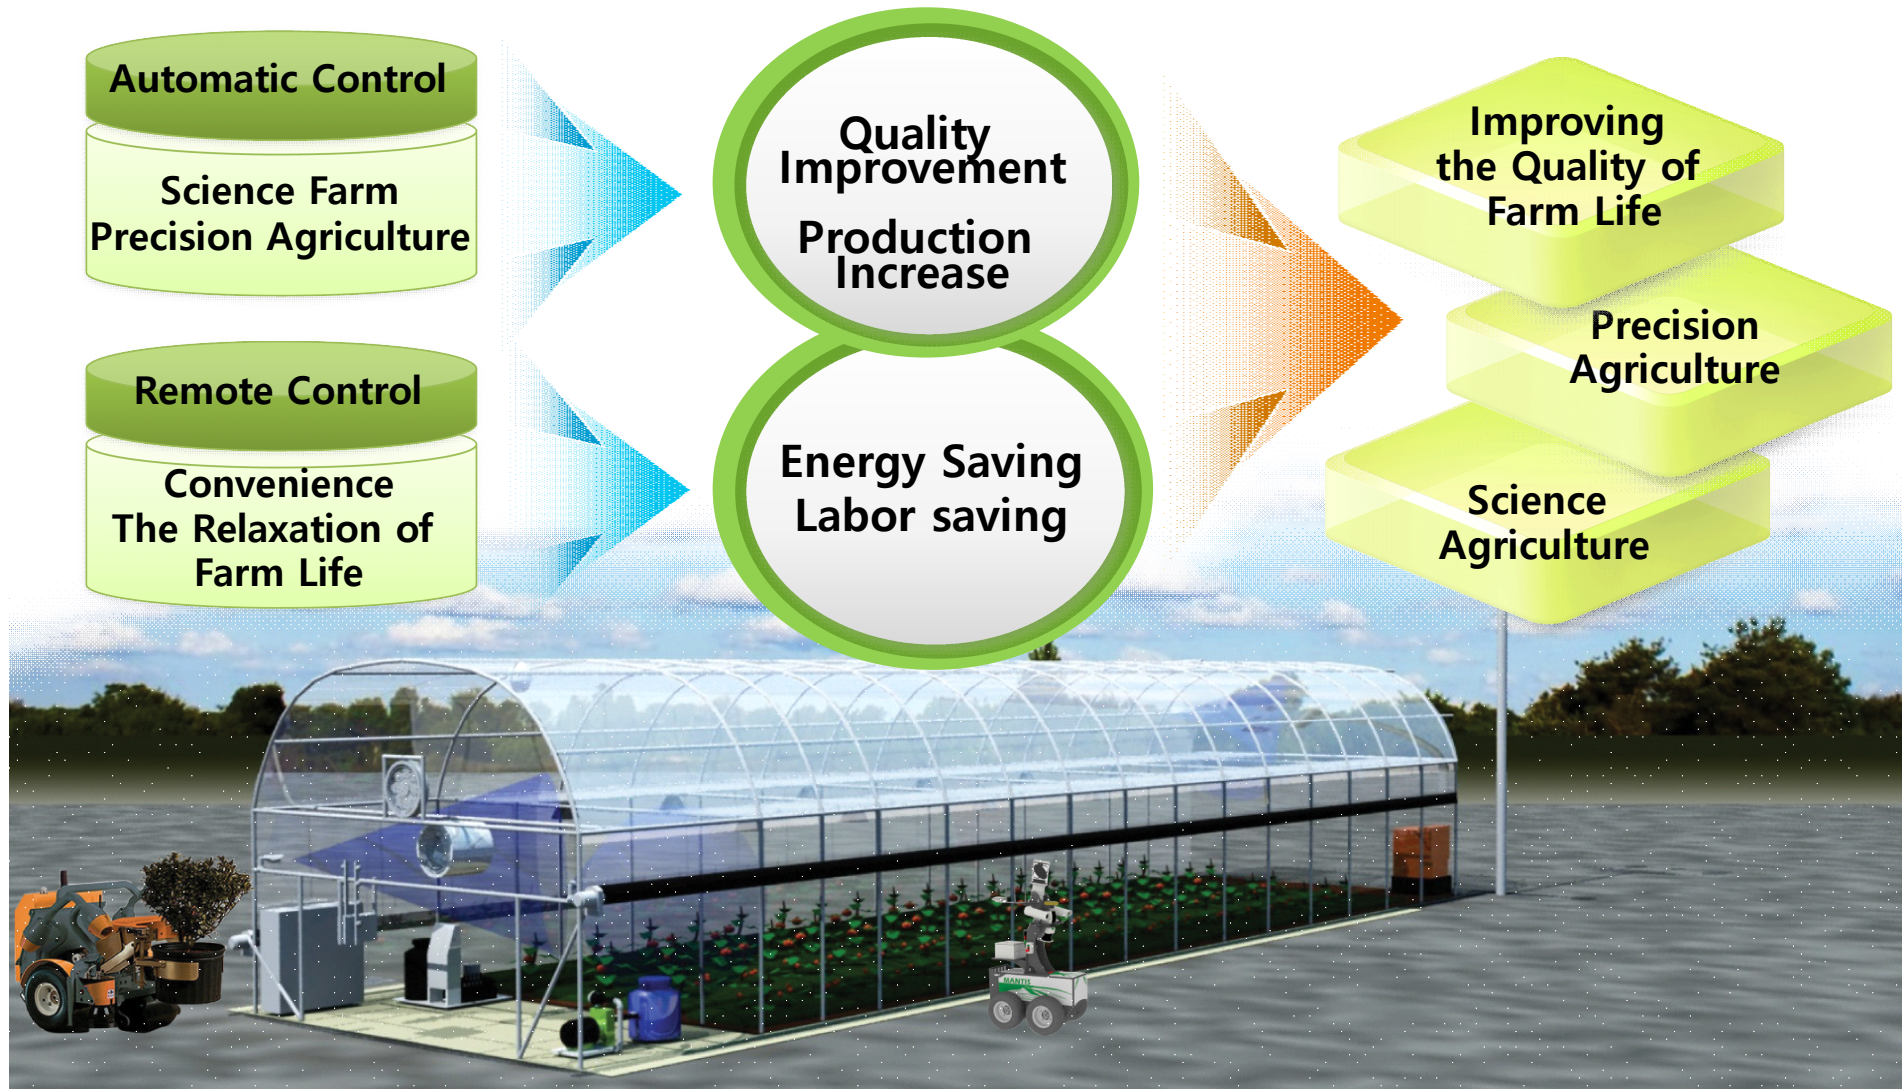 Automatic Control
Science Farm
Precision Agriculture
Remote Control
Convenience
The Relaxation of
Farm Life
Quality
Improvement
Production
Increase
Energy Saving
Labor saving
Improving
the Quality of
Farm Life
Precision
Agriculture
Science
Agriculture
MANTIS